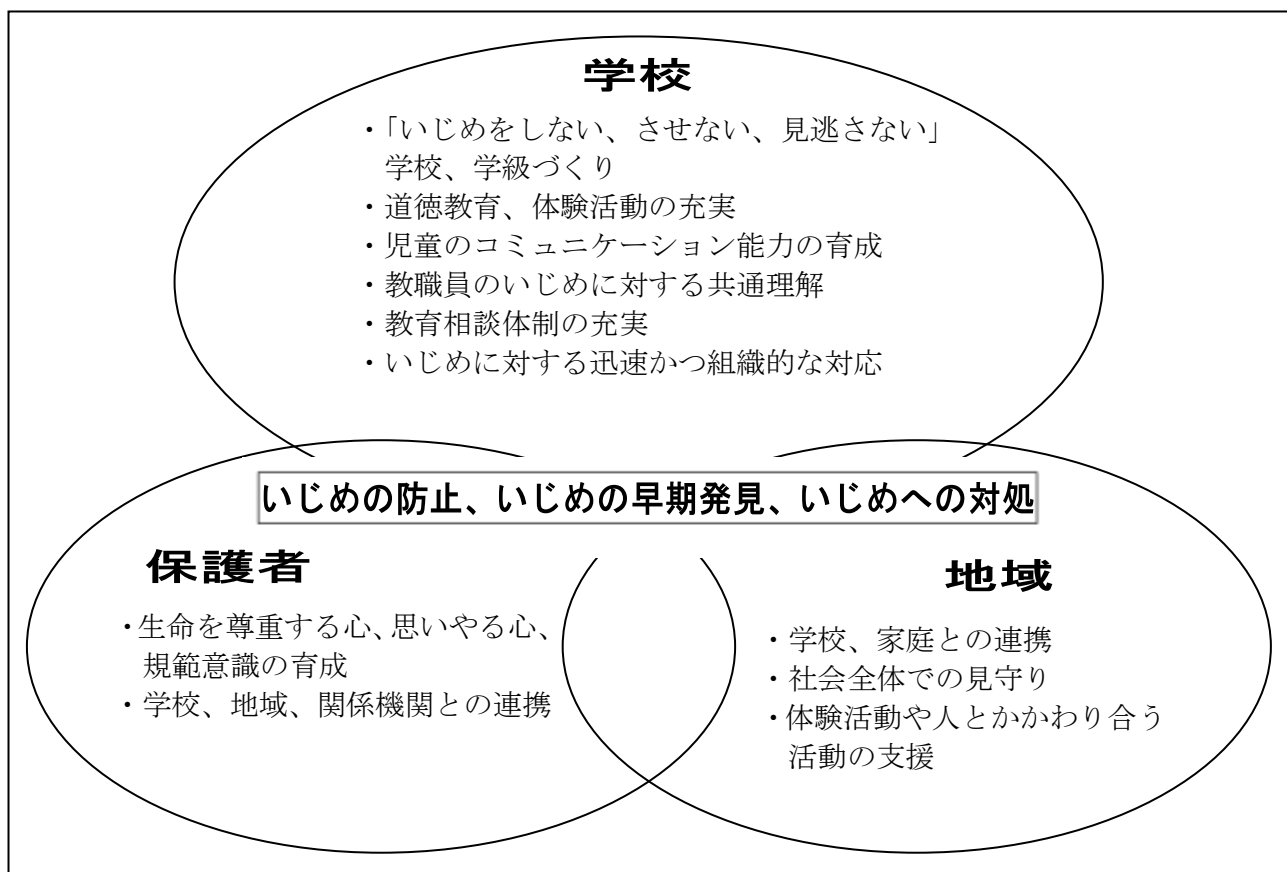 学校
・「いじめをしない、させない、見逃さない」
学校、学級づくり
・道徳教育、体験活動の充実
・児童のコミュニケーション能力の育成
・教職員のいじめに対する共通理解
・教育相談体制の充実
・いじめに対する迅速かつ組織的な対応
いじめの防止、いじめの早期発見、いじめへの対処
保護者
・生命を尊重する心、思いやる心、
規範意識の育成
・学校、地域、関係機関との連携
地域
・学校、家庭との連携
・社会全体での見守り
・体験活動や人とかかわり合う
活動の支援